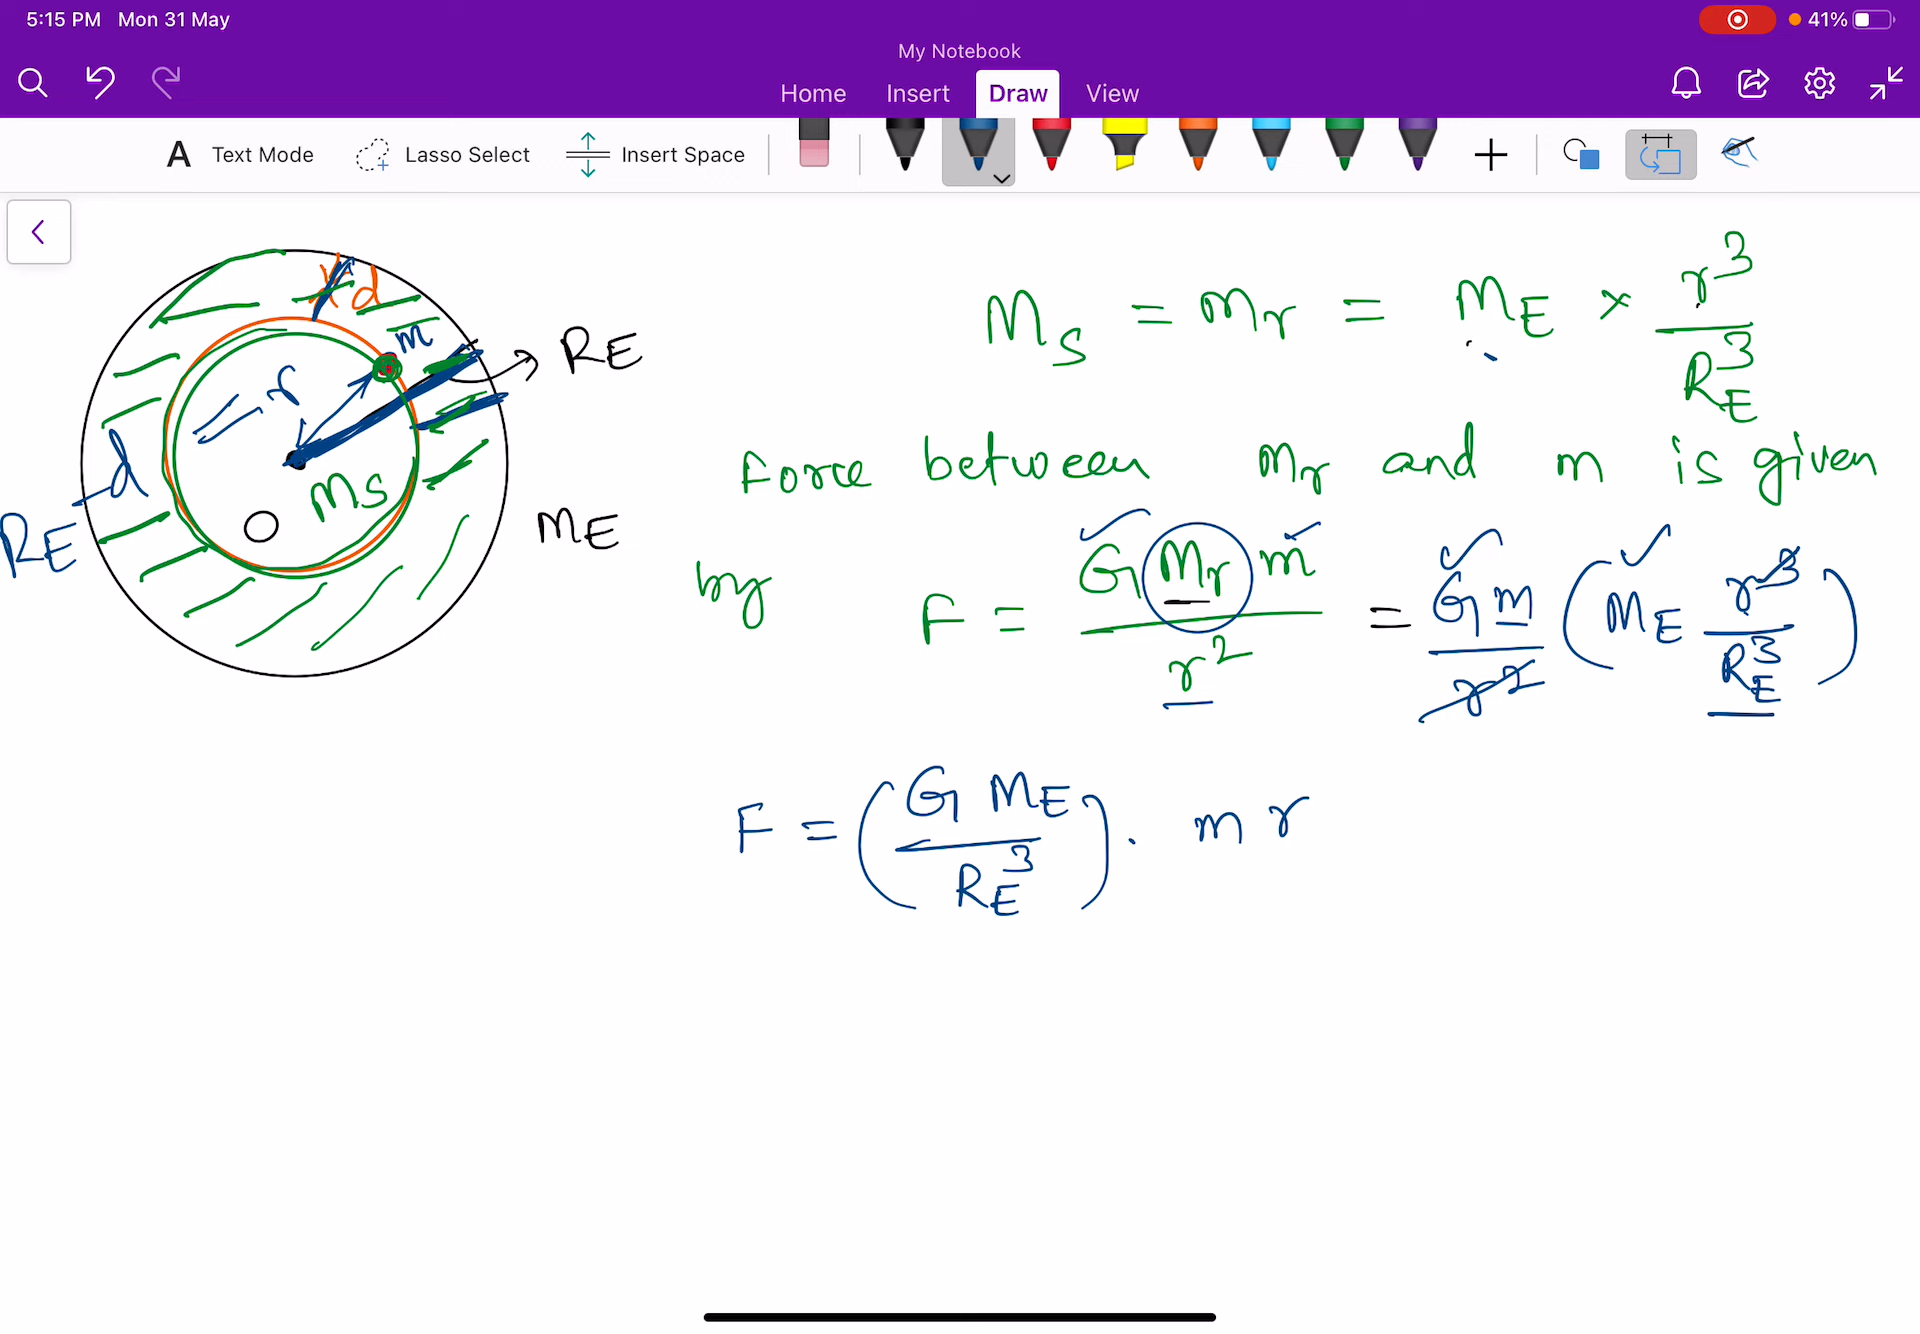 5:15 PM Mon 31 May
41%
My Notebook
Home Insert Draw View
A Text Mode Lasso Select Insert Space
d
m
RE
r
d
RE
MS
O
ME
MS = Mr = ME × r³/RE³
Force between Mr and m is given
by F = G Mr m / r² = G m / r² (ME r³/RE³)
F = (G ME / RE³) . m r